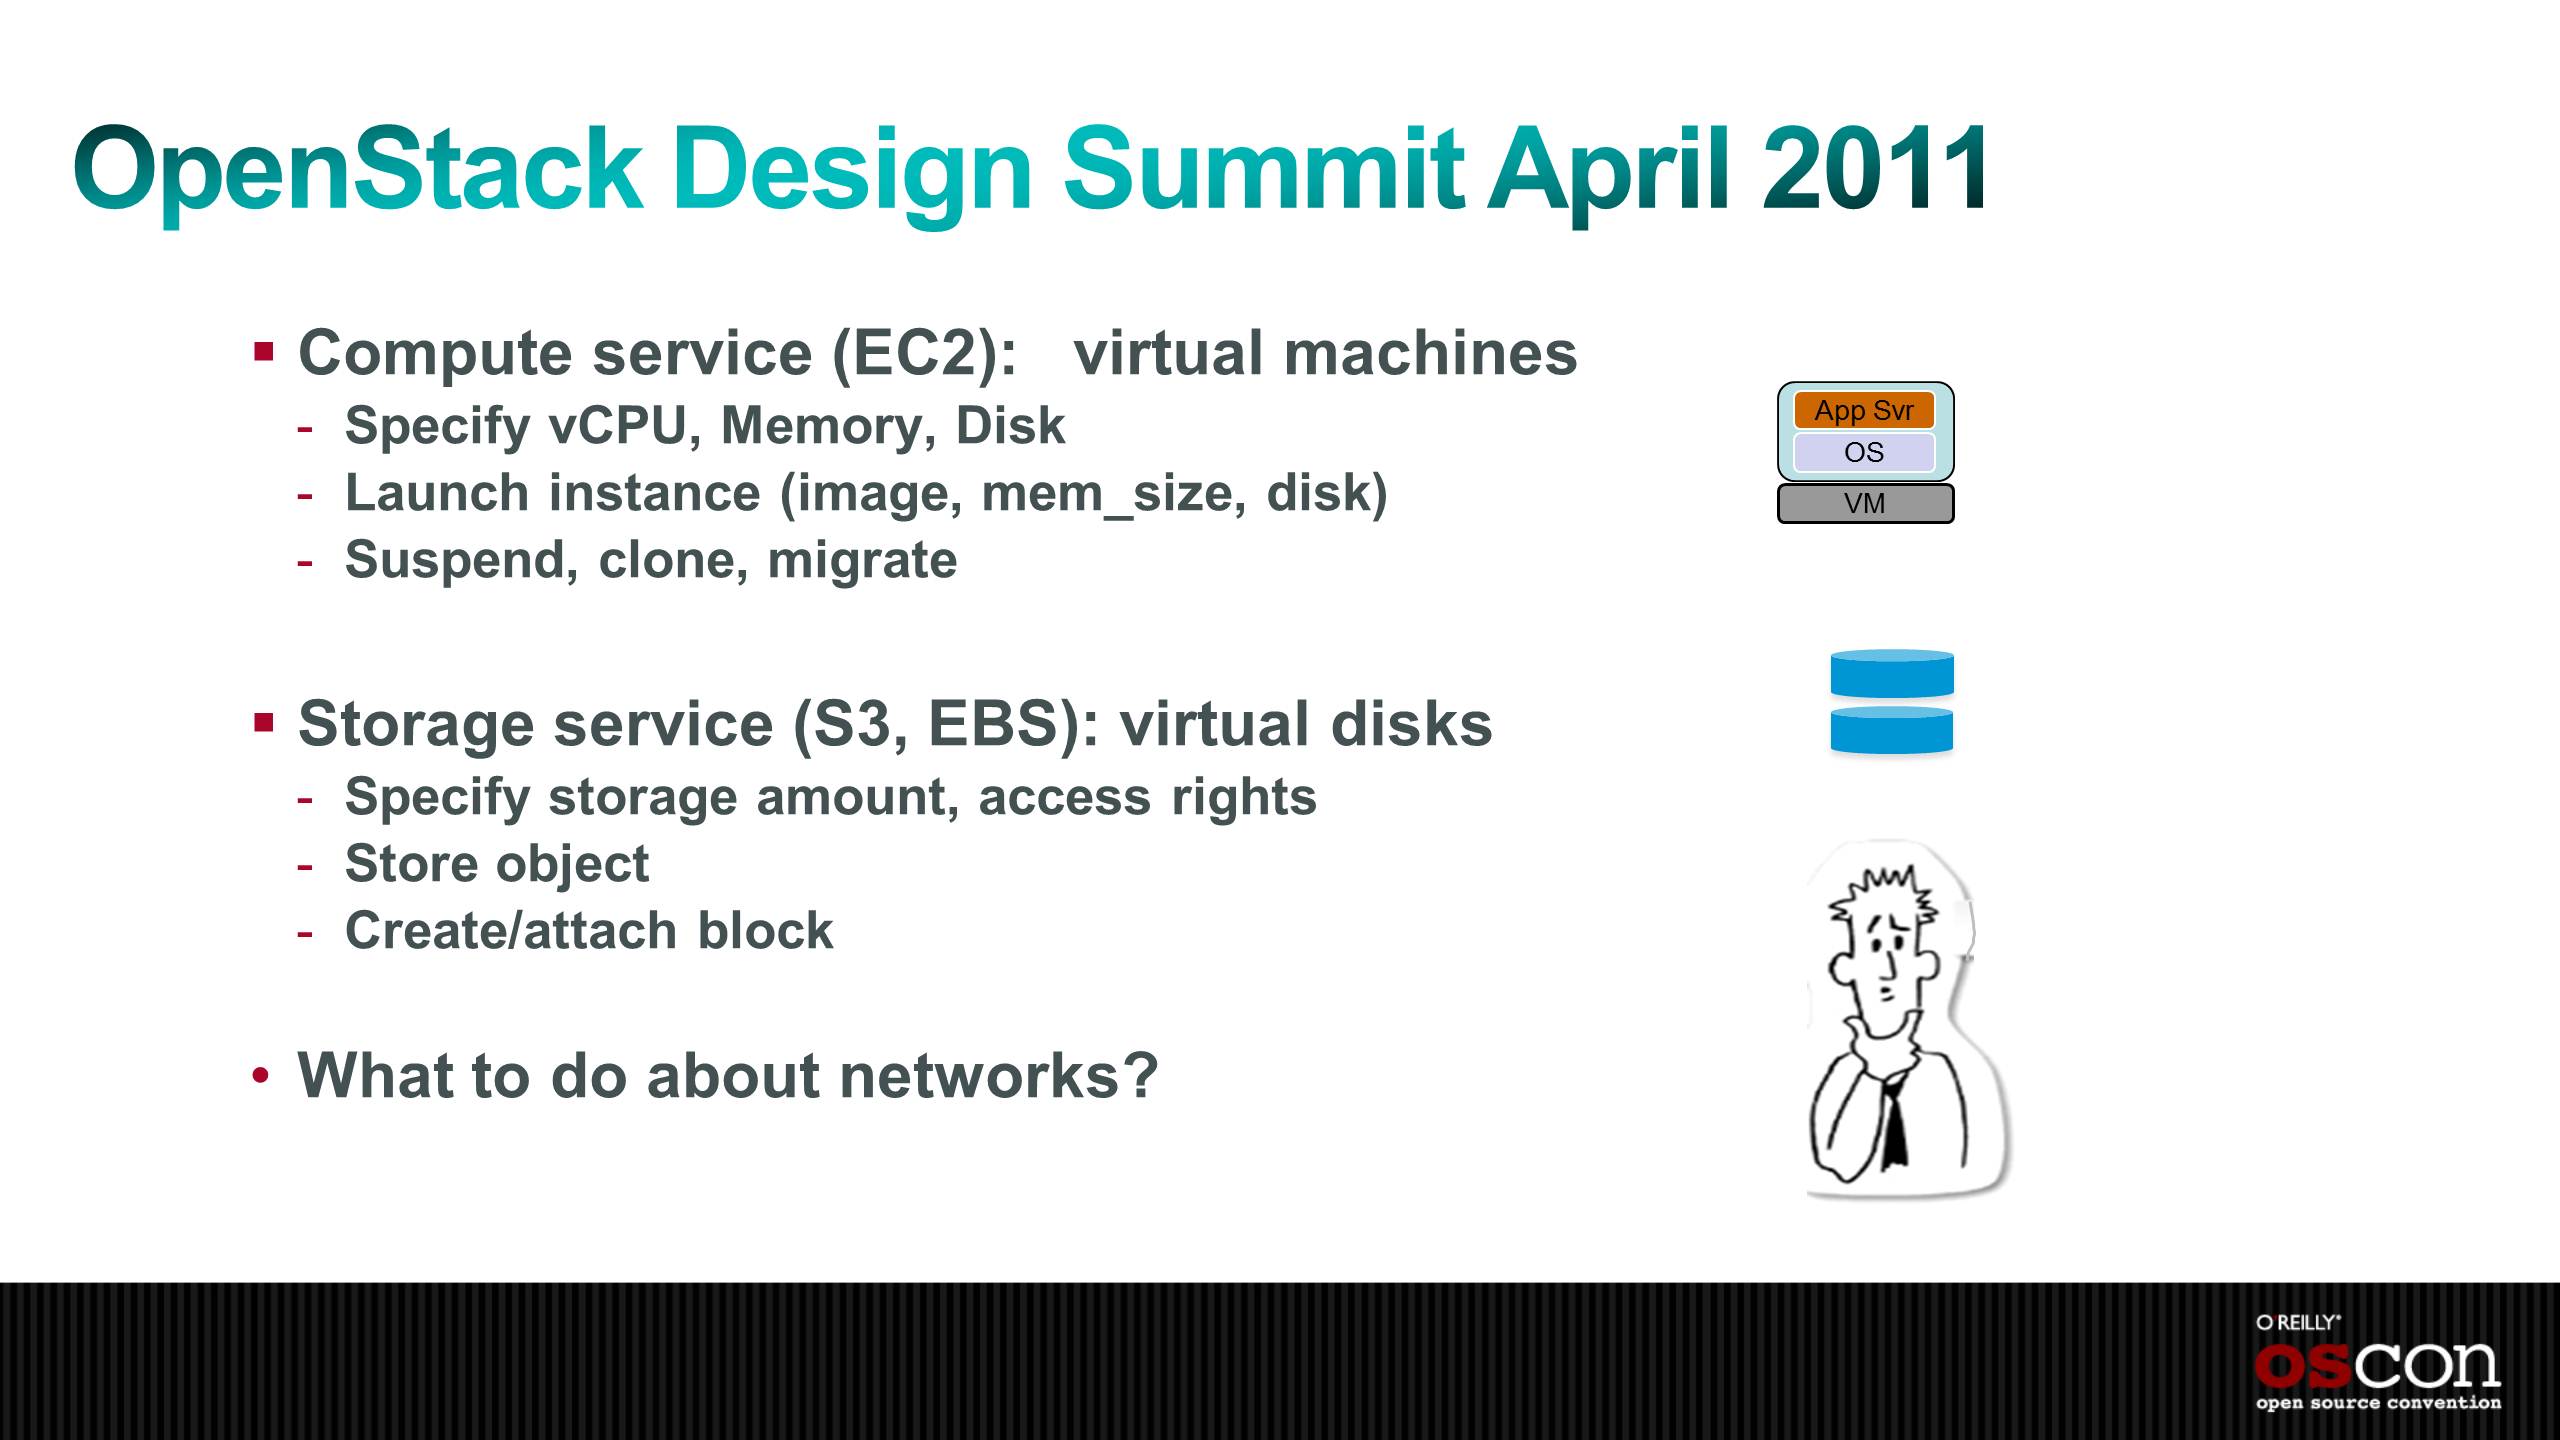 OpenStack Design Summit April 2011
▪ Compute service (EC2): virtual machines
- Specify vCPU, Memory, Disk
- Launch instance (image, mem_size, disk)
- Suspend, clone, migrate
App Svr
OS
VM
▪ Storage service (S3, EBS): virtual disks
- Specify storage amount, access rights
- Store object
- Create/attach block
• What to do about networks?
O'REILLY®
oscon
open source convention